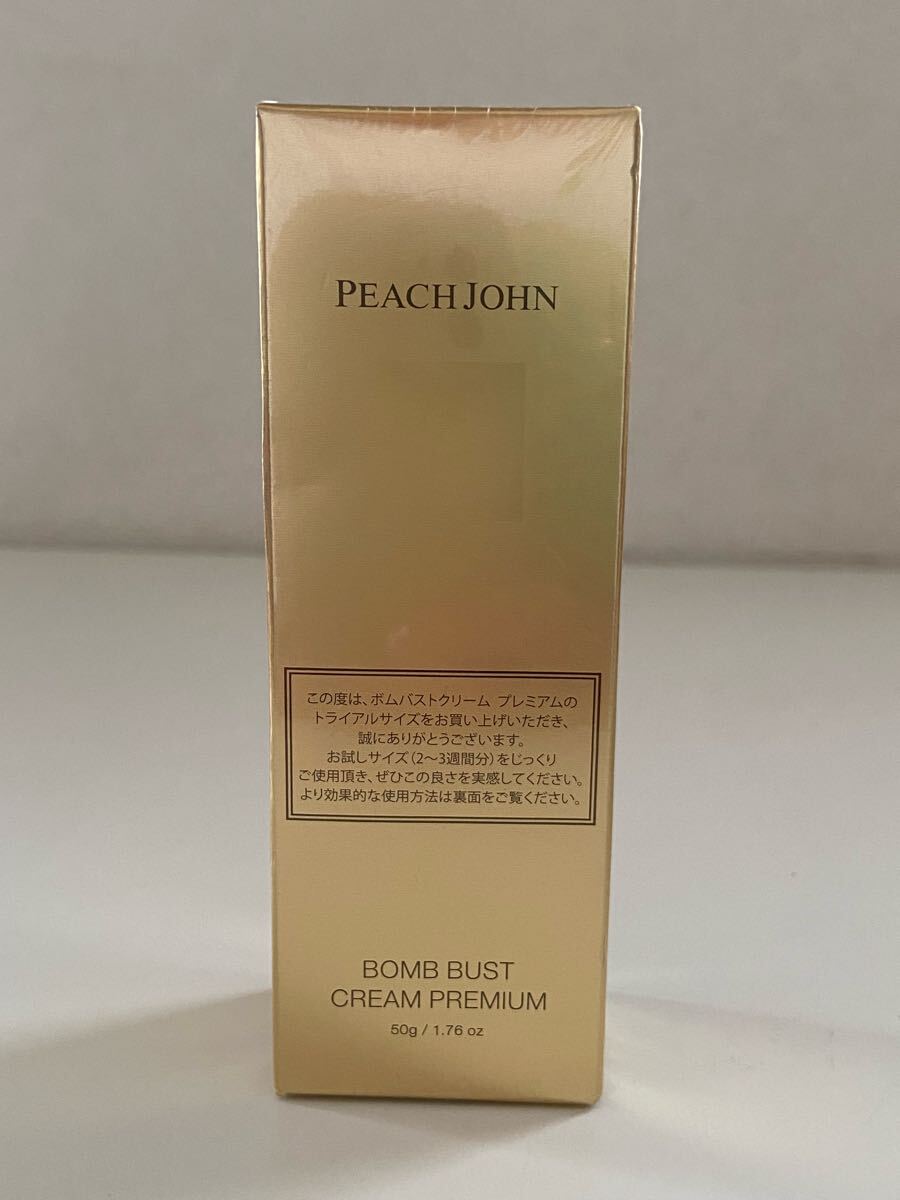 PEACH JOHN
この度は、ボムバストクリーム プレミアムの
トライアルサイズをお買い上げいただき、
誠にありがとうございます。
お試しサイズ(2〜3週間分)をじっくり
ご使用頂き、ぜひこの良さを実感してください。
より効果的な使用方法は裏面をご覧ください。
BOMB BUST
CREAM PREMIUM
50g / 1.76 oz